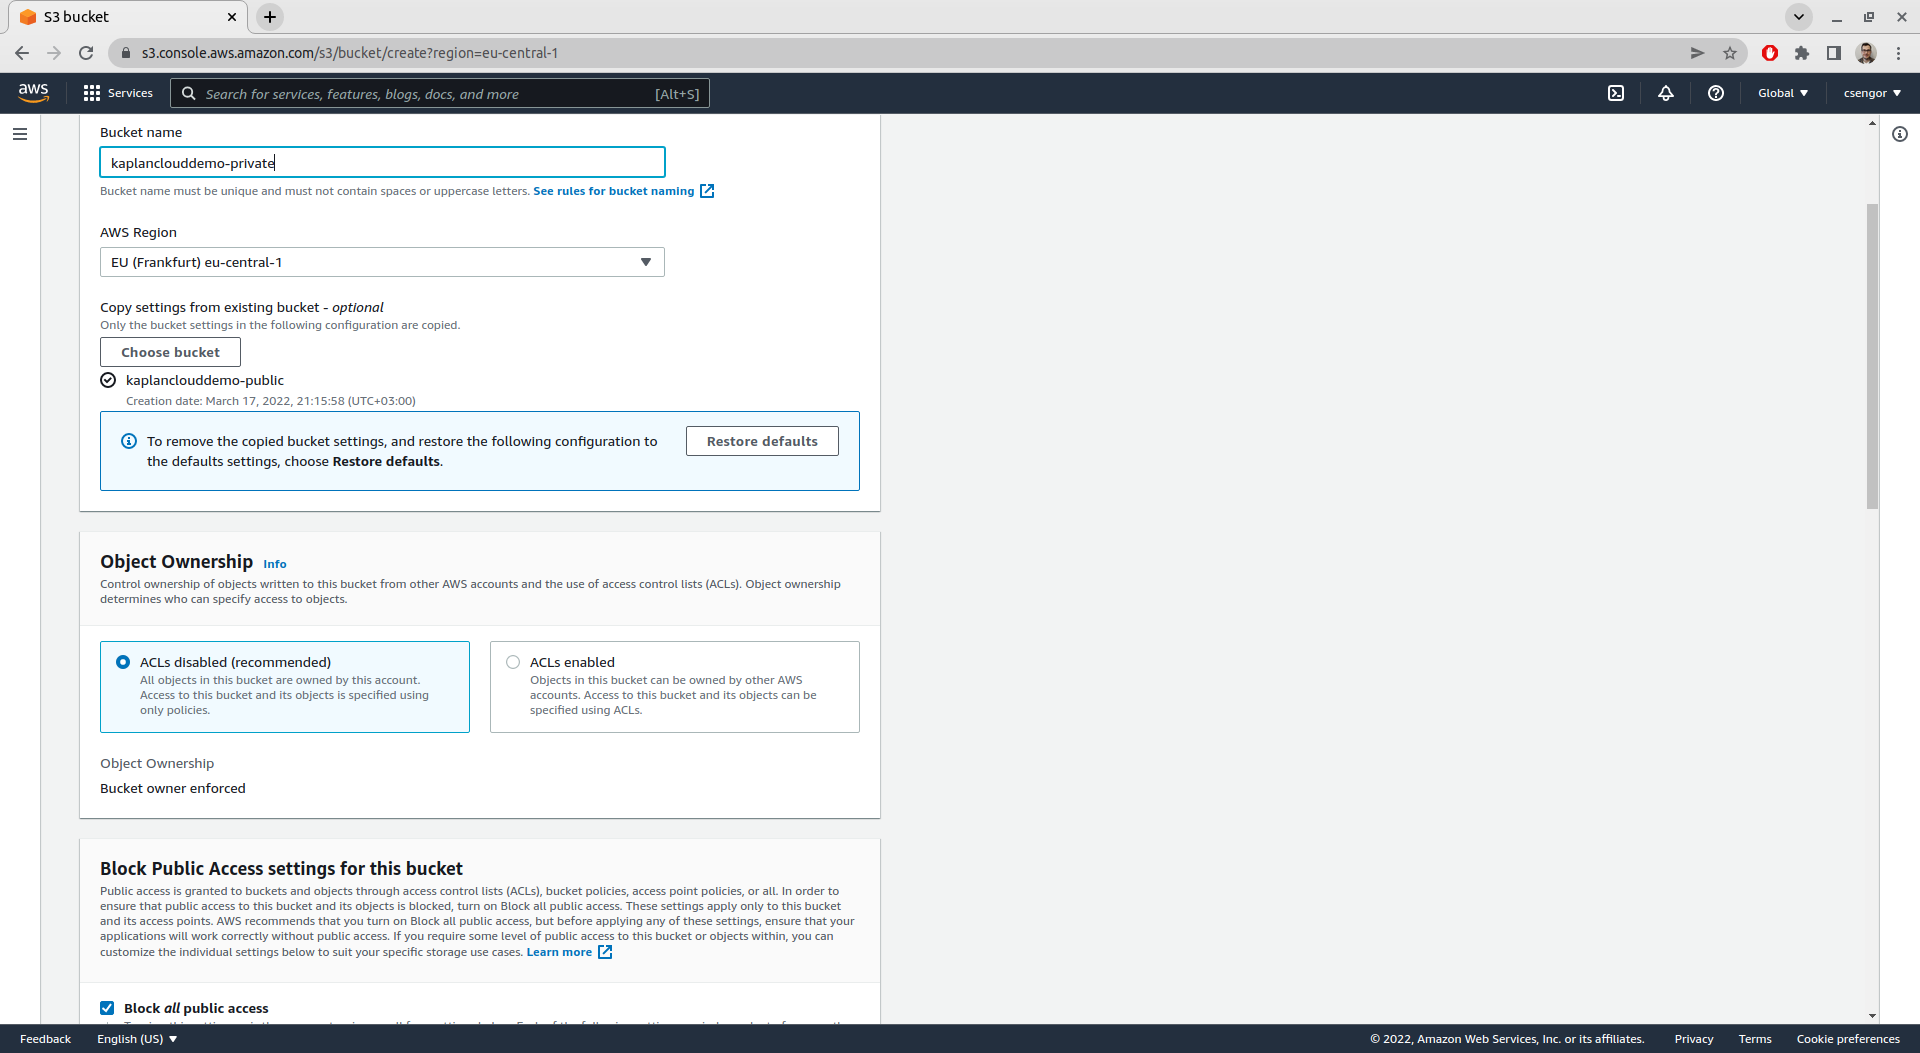 S3 bucket
s3.console.aws.amazon.com/s3/bucket/create?region=eu-central-1
aws
Services
Search for services, features, blogs, docs, and more [Alt+S]
Global
csengor
Bucket name
kaplanclouddemo-private
Bucket name must be unique and must not contain spaces or uppercase letters. See rules for bucket naming
AWS Region
EU (Frankfurt) eu-central-1
Copy settings from existing bucket - optional
Only the bucket settings in the following configuration are copied.
Choose bucket
kaplanclouddemo-public
Creation date: March 17, 2022, 21:15:58 (UTC+03:00)
To remove the copied bucket settings, and restore the following configuration to
the defaults settings, choose Restore defaults.
Restore defaults
Object Ownership Info
Control ownership of objects written to this bucket from other AWS accounts and the use of access control lists (ACLs). Object ownership
determines who can specify access to objects.
ACLs disabled (recommended)
All objects in this bucket are owned by this account.
Access to this bucket and its objects is specified using
only policies.
ACLs enabled
Objects in this bucket can be owned by other AWS
accounts. Access to this bucket and its objects can be
specified using ACLs.
Object Ownership
Bucket owner enforced
Block Public Access settings for this bucket
Public access is granted to buckets and objects through access control lists (ACLs), bucket policies, access point policies, or all. In order to
ensure that public access to this bucket and its objects is blocked, turn on Block all public access. These settings apply only to this bucket
and its access points. AWS recommends that you turn on Block all public access, but before applying any of these settings, ensure that your
applications will work correctly without public access. If you require some level of public access to this bucket or objects within, you can
customize the individual settings below to suit your specific storage use cases. Learn more
Block all public access
Feedback
English (US)
© 2022, Amazon Web Services, Inc. or its affiliates.
Privacy
Terms
Cookie preferences